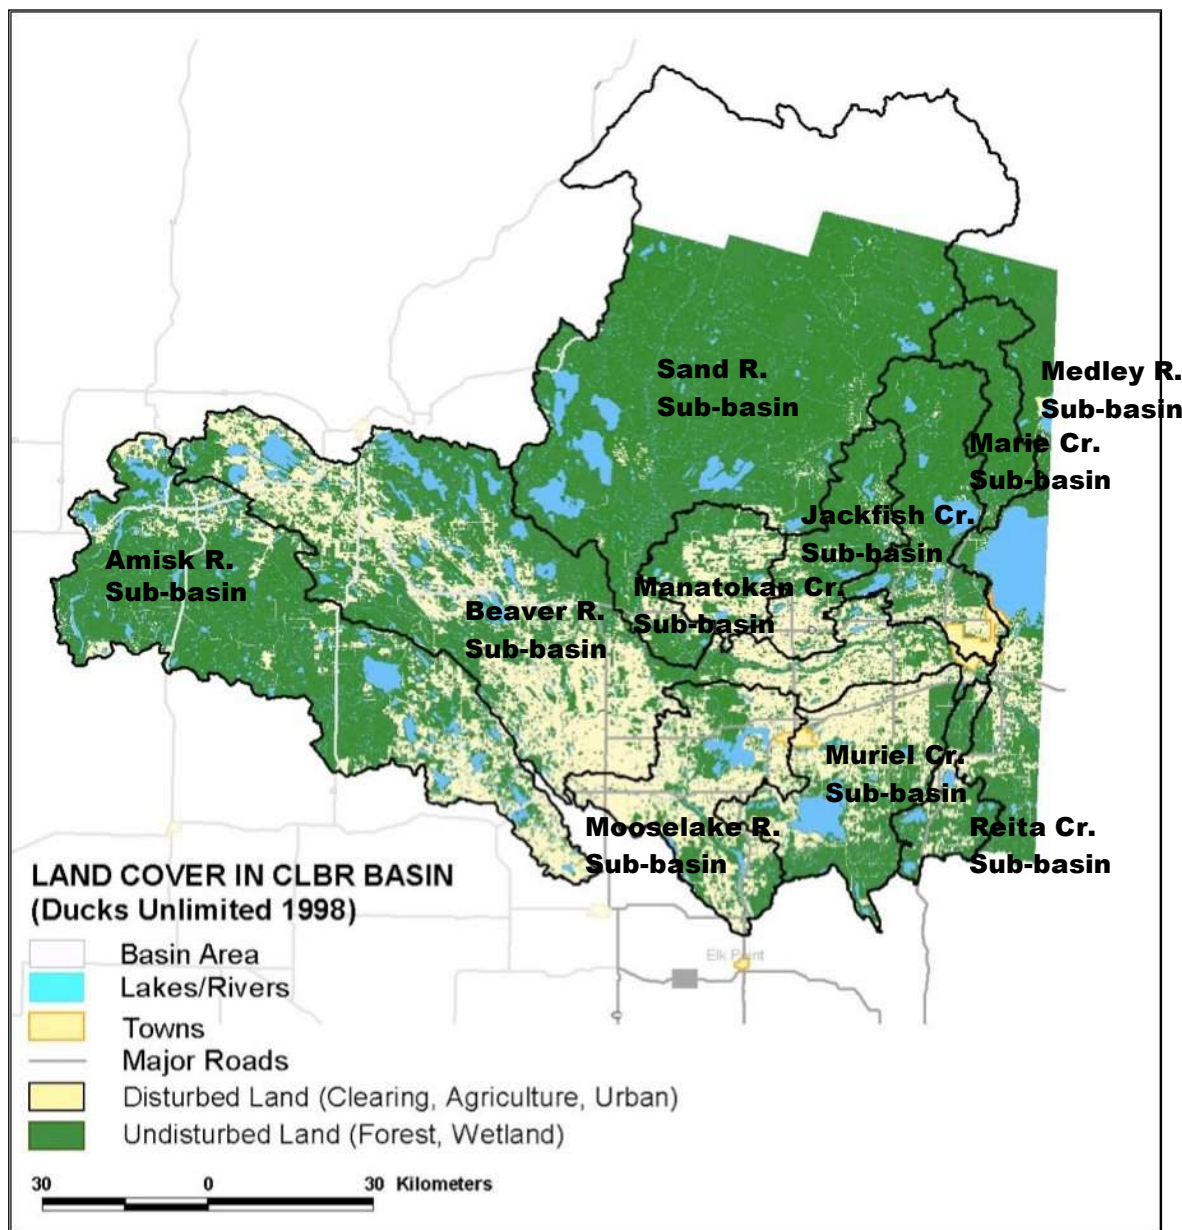 Sand R.
Sub-basin
Medley R.
Sub-basin
Marie Cr.
Sub-basin
Jackfish Cr.
Sub-basin
Amisk R.
Sub-basin
Manatokan Cr.
Sub-basin
Beaver R.
Sub-basin
Muriel Cr.
Sub-basin
Mooselake R.
Sub-basin
Reita Cr.
Sub-basin
Elk Point
LAND COVER IN CLBR BASIN
(Ducks Unlimited 1998)
Basin Area
Lakes/Rivers
Towns
Major Roads
Disturbed Land (Clearing, Agriculture, Urban)
Undisturbed Land (Forest, Wetland)
30 0 30 Kilometers